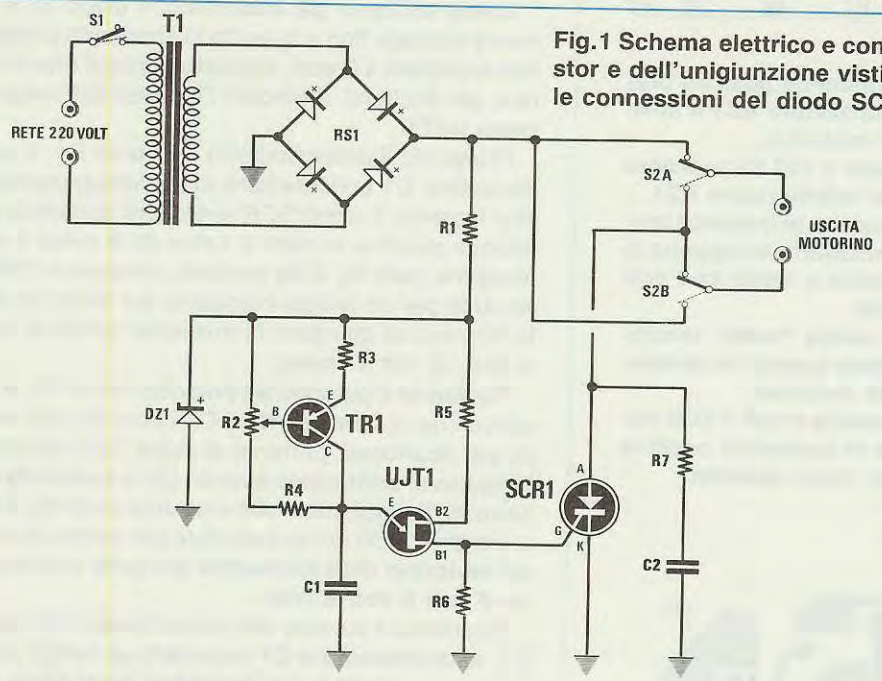 S1
T1
Fig.1 Schema elettrico e con
stor e dell'unigiunzione visti
le connessioni del diodo SC
RETE 220 VOLT
RS1
S2A
R1
USCITA
MOTORINO
S2B
R3
DZ1
R2
B
E
TR1
C
R5
R4
UJT1
E
B2
B1
SCR1
A
G
K
R7
C1
R6
C2